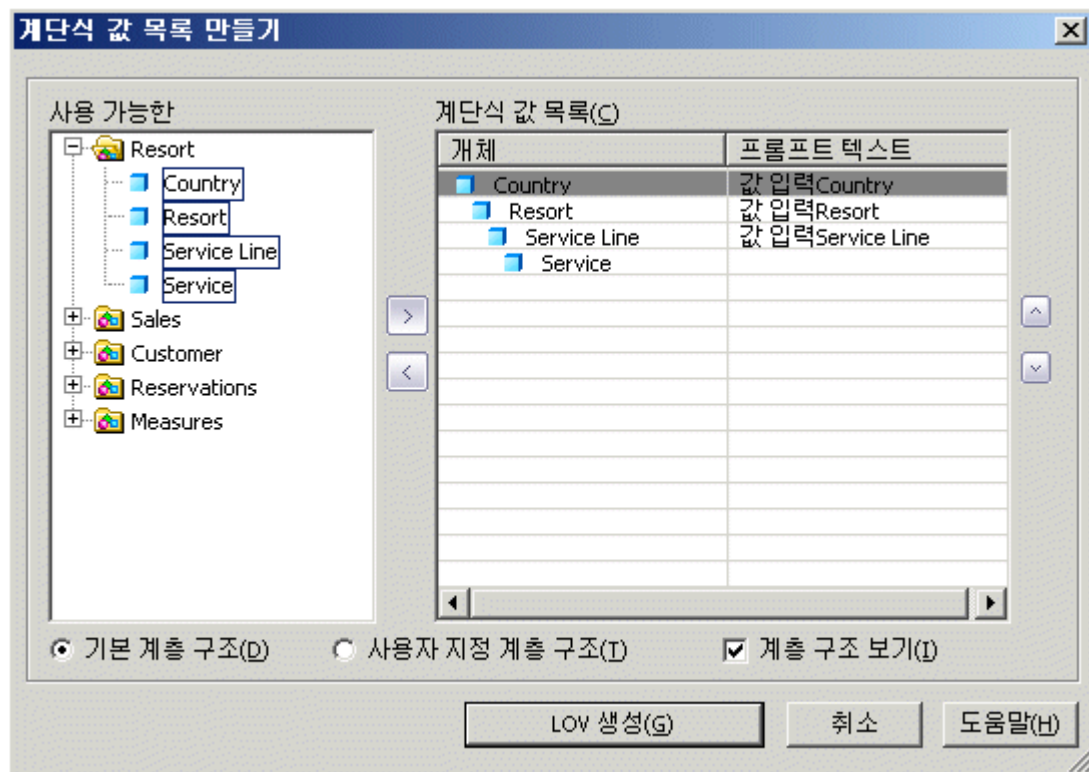 계단식 값 목록 만들기
사용 가능한
Resort
Country
Resort
Service Line
Service
Sales
Customer
Reservations
Measures
계단식 값 목록(C)
개체 프롬프트 텍스트
Country 값 입력Country
Resort 값 입력Resort
Service Line 값 입력Service Line
Service
기본 계층 구조(D) 사용자 지정 계층 구조(T) 계층 구조 보기(I)
LOV 생성(G) 취소 도움말(H)